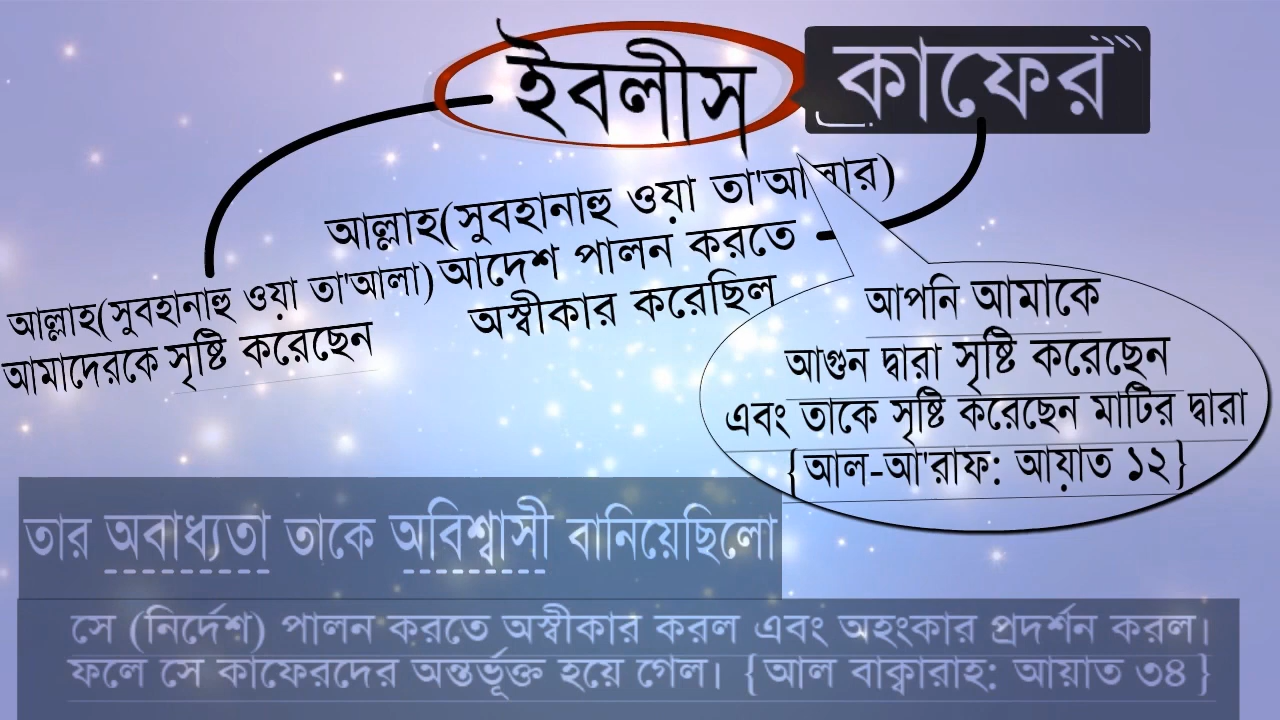 ইবলীস কাফের
আল্লাহ(সুবহানাহু ওয়া তা'আলার)
আদেশ পালন করতে
অস্বীকার করেছিল
আল্লাহ(সুবহানাহু ওয়া তা'আলা)
আমাদেরকে সৃষ্টি করেছেন
আপনি আমাকে
আগুন দ্বারা সৃষ্টি করেছেন
এবং তাকে সৃষ্টি করেছেন মাটির দ্বারা
{আল-আ'রাফ: আয়াত ১২}
তার অবাধ্যতা তাকে অবিশ্বাসী বানিয়েছিলো
সে (নির্দেশ) পালন করতে অস্বীকার করল এবং অহংকার প্রদর্শন করল।
ফলে সে কাফেরদের অন্তর্ভূক্ত হয়ে গেল। {আল বাক্বারাহ: আয়াত ৩৪}